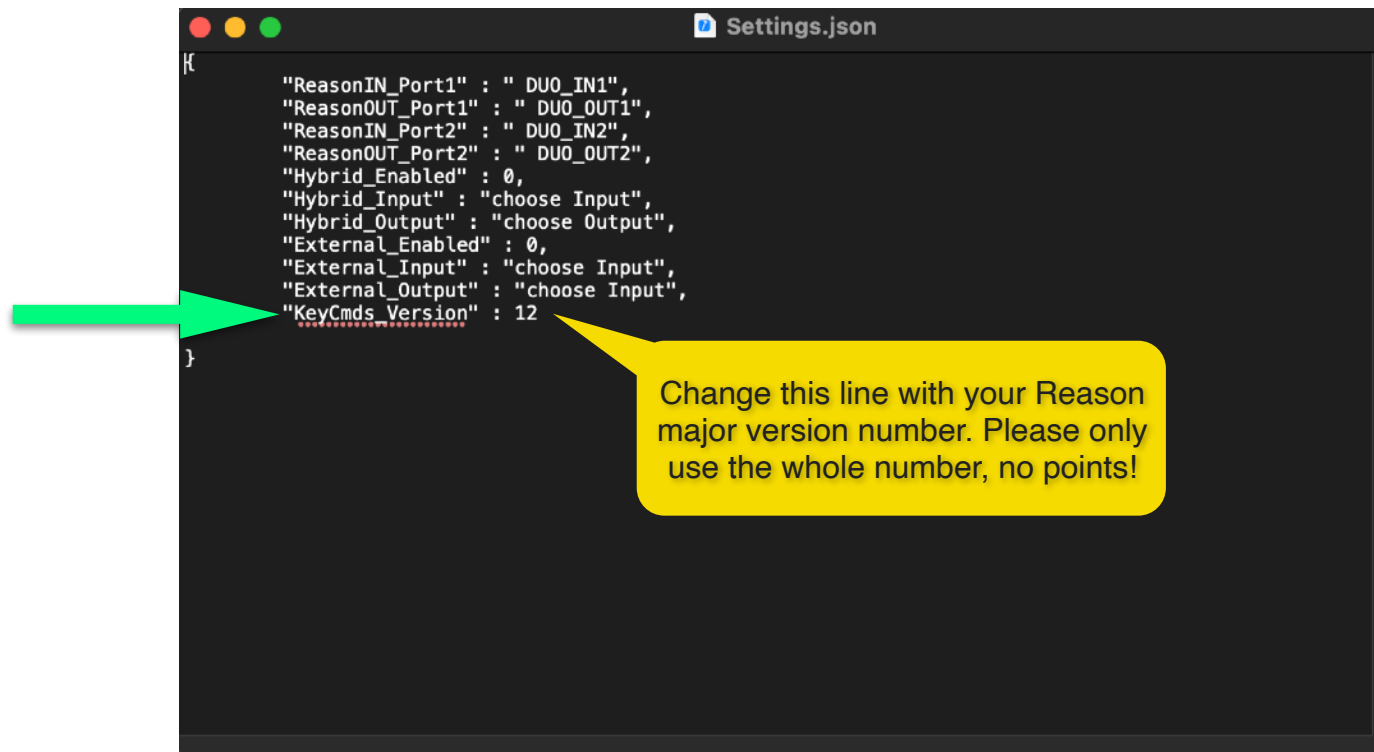 Settings.json
{
"ReasonIN_Port1" : " DUO_IN1",
"ReasonOUT_Port1" : " DUO_OUT1",
"ReasonIN_Port2" : " DUO_IN2",
"ReasonOUT_Port2" : " DUO_OUT2",
"Hybrid_Enabled" : 0,
"Hybrid_Input" : "choose Input",
"Hybrid_Output" : "choose Output",
"External_Enabled" : 0,
"External_Input" : "choose Input",
"External_Output" : "choose Input",
"KeyCmds_Version" : 12
}
Change this line with your Reason
major version number. Please only
use the whole number, no points!